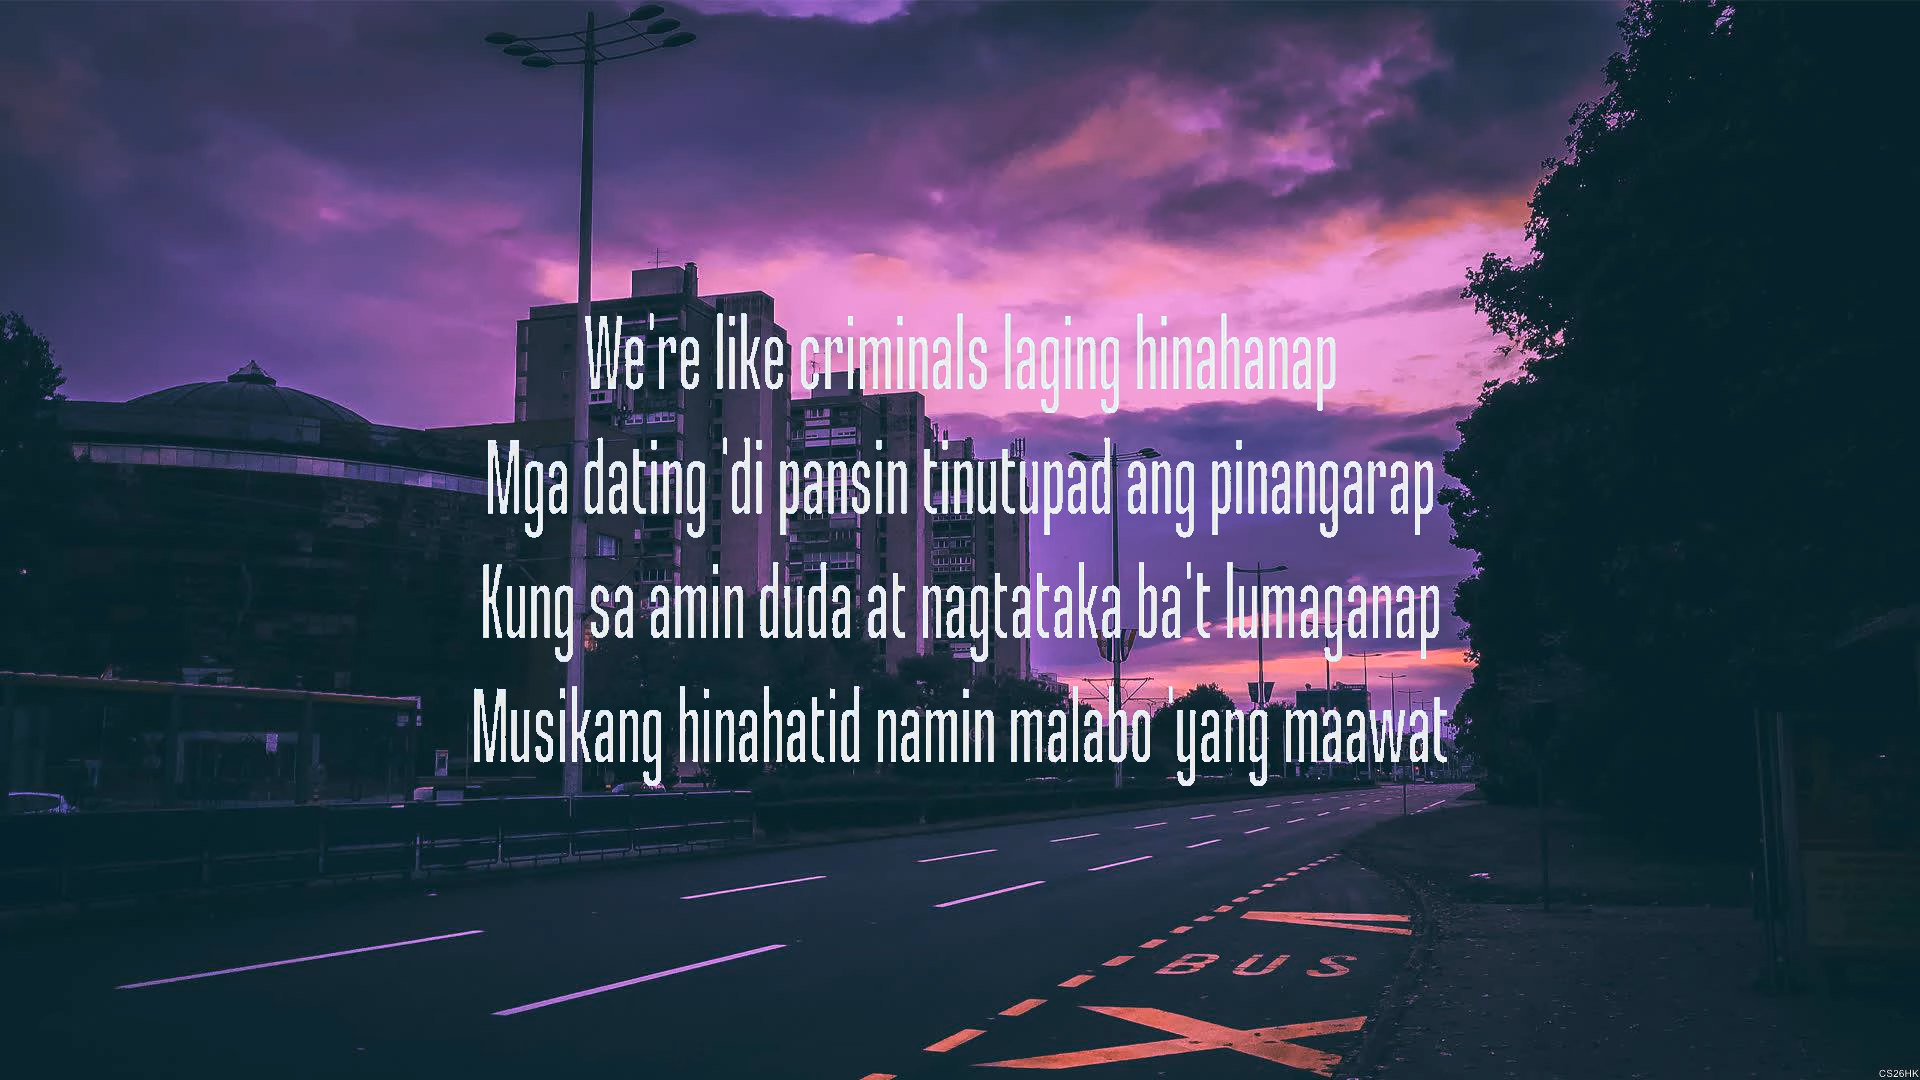 We're like criminals laging hinahanap
Mga dating 'di pansin tinutupad ang pinangarap
Kung sa amin duda at nagtataka ba't lumaganap
Musikang hinahatid namin malabo 'yang maawat
BUS
CS26HK